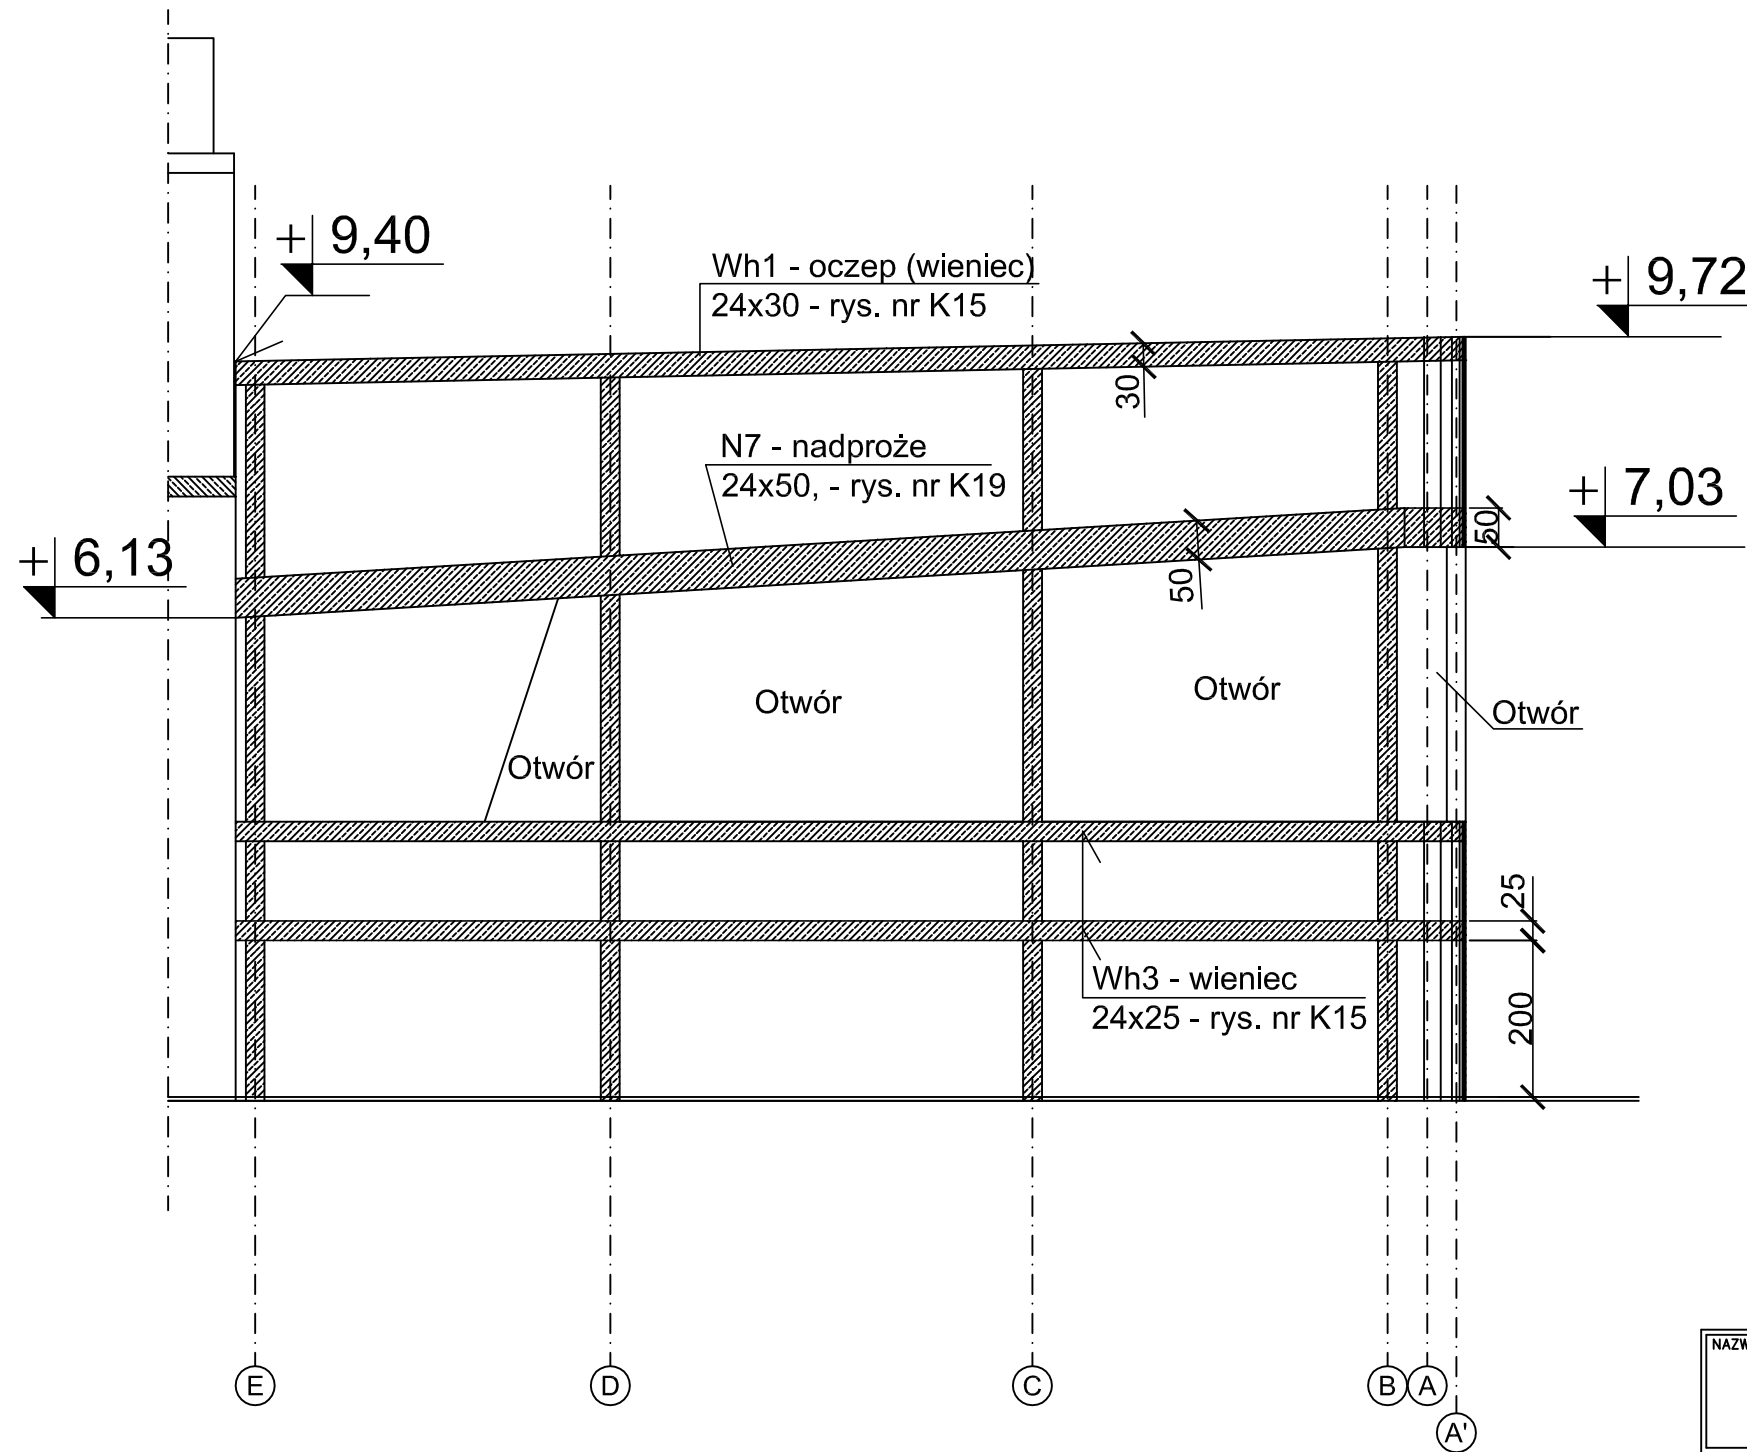 + 9,40
Wh1 - oczep (wieniec)
24x30 - rys. nr K15
+ 9,72
30
N7 - nadproże
24x50, - rys. nr K19
+ 7,03
50
+ 6,13
50
Otwór
Otwór
Otwór
Otwór
25
Wh3 - wieniec
24x25 - rys. nr K15
200
E
D
C
B
A
A'